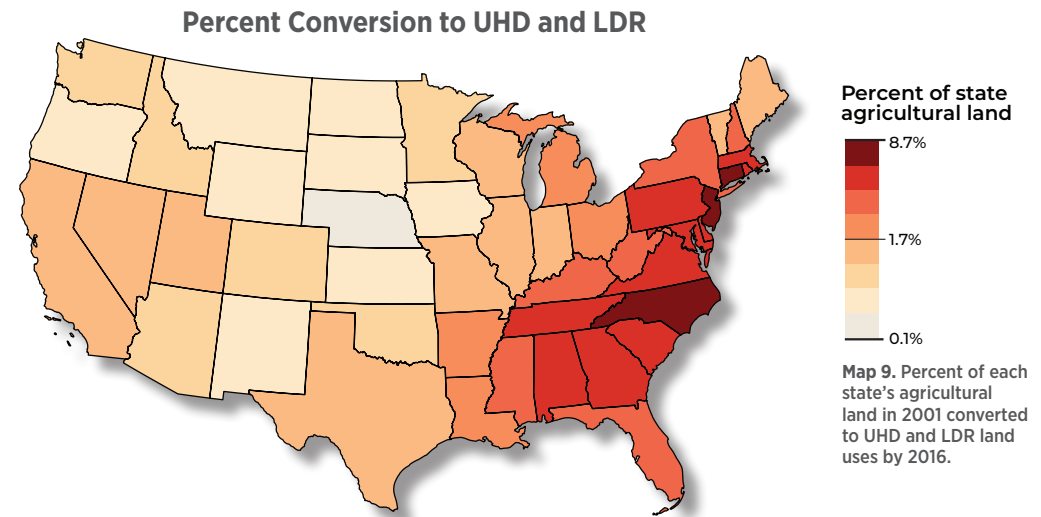 Percent Conversion to UHD and LDR
Percent of state
agricultural land
8.7%
1.7%
0.1%
Map 9. Percent of each
state's agricultural
land in 2001 converted
to UHD and LDR land
uses by 2016.